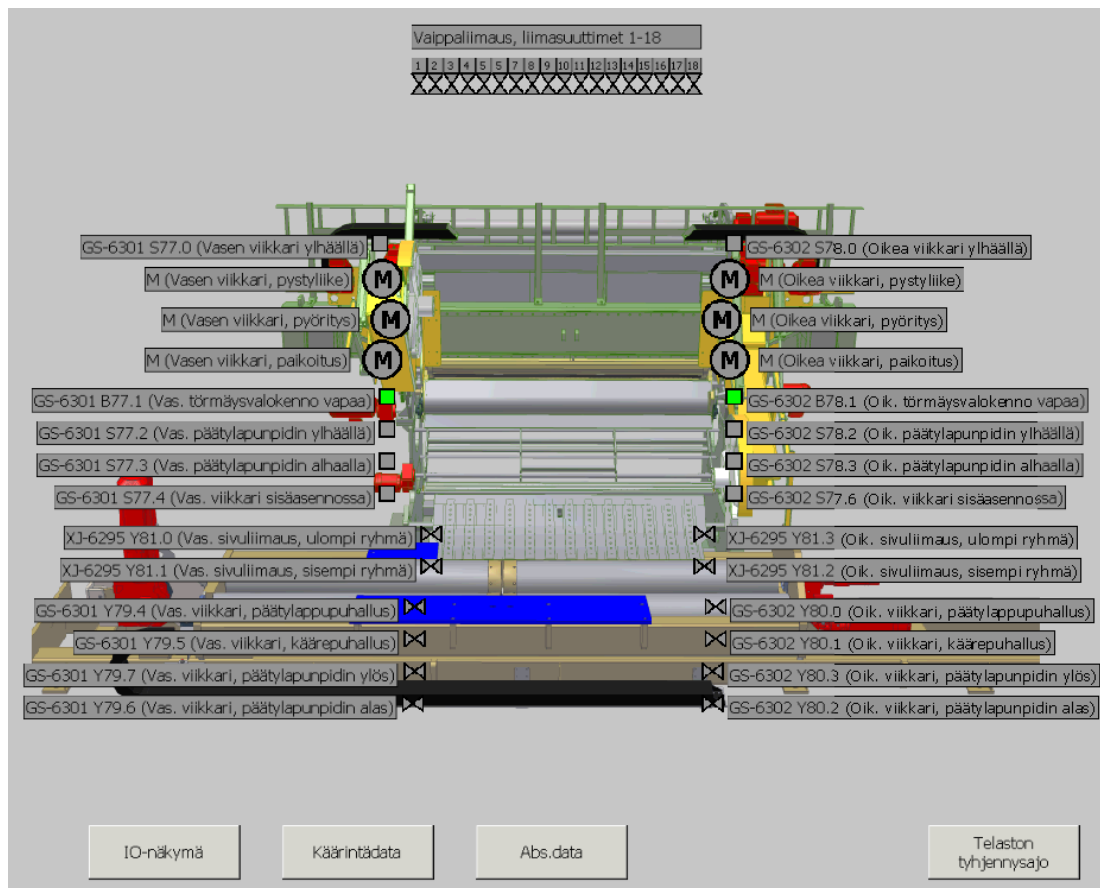 Vaippaliimaus, liimasuuttimet 1-18
1 2 3 4 5 5 7 8 9 10 11 12 13 14 15 16 17 18
GS-6301 S77.0 (Vasen viikkari ylhäällä) GS-6302 S78.0 (Oikea viikkari ylhäällä)
M (Vasen viikkari, pystyliike) M M M (Oikea viikkari, pystyliike)
M (Vasen viikkari, pyöritys) M M M (Oikea viikkari, pyöritys)
M (Vasen viikkari, paikoitus) M M M (Oikea viikkari, paikoitus)
GS-6301 B77.1 (Vas. törmäysvalokenno vapaa) GS-6302 B78.1 (Oik. törmäysvalokenno vapaa)
GS-6301 S77.2 (Vas. päätylapunpidin ylhäällä) GS-6302 S78.2 (Oik. päätylapunpidin ylhäällä)
GS-6301 S77.3 (Vas. päätylapunpidin alhaalla) GS-6302 S78.3 (Oik. päätylapunpidin alhaalla)
GS-6301 S77.4 (Vas. viikkari sisäasennossa) GS-6302 S77.6 (Oik. viikkari sisäasennossa)
XJ-6295 Y81.0 (Vas. sivuliimaus, ulompi ryhmä) XJ-6295 Y81.3 (Oik. sivuliimaus, ulompi ryhmä)
XJ-6295 Y81.1 (Vas. sivuliimaus, sisempi ryhmä) XJ-6295 Y81.2 (Oik. sivuliimaus, sisempi ryhmä)
GS-6301 Y79.4 (Vas. viikkari, päätylappupuhallus) GS-6302 Y80.0 (Oik. viikkari, päätylappupuhallus)
GS-6301 Y79.5 (Vas. viikkari, käärepuhallus) GS-6302 Y80.1 (Oik. viikkari, käärepuhallus)
GS-6301 Y79.7 (Vas. viikkari, päätylapunpidin ylös) GS-6302 Y80.3 (Oik. viikkari, päätylapunpidin ylös)
GS-6301 Y79.6 (Vas. viikkari, päätylapunpidin alas) GS-6302 Y80.2 (Oik. viikkari, päätylapunpidin alas)
IO-näkymä Käärintädata Abs.data Telaston
tyhjennysajo